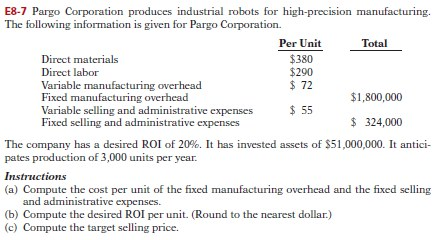 E8-7 Pargo Corporation produces industrial robots for high-precision manufacturing.
The following information is given for Pargo Corporation.
Per Unit Total
Direct materials $380
Direct labor $290
Variable manufacturing overhead $ 72
Fixed manufacturing overhead $1,800,000
Variable selling and administrative expenses $ 55
Fixed selling and administrative expenses $ 324,000
The company has a desired ROI of 20%. It has invested assets of $51,000,000. It antici-
pates production of 3,000 units per year.
Instructions
(a) Compute the cost per unit of the fixed manufacturing overhead and the fixed selling
and administrative expenses.
(b) Compute the desired ROI per unit. (Round to the nearest dollar.)
(c) Compute the target selling price.